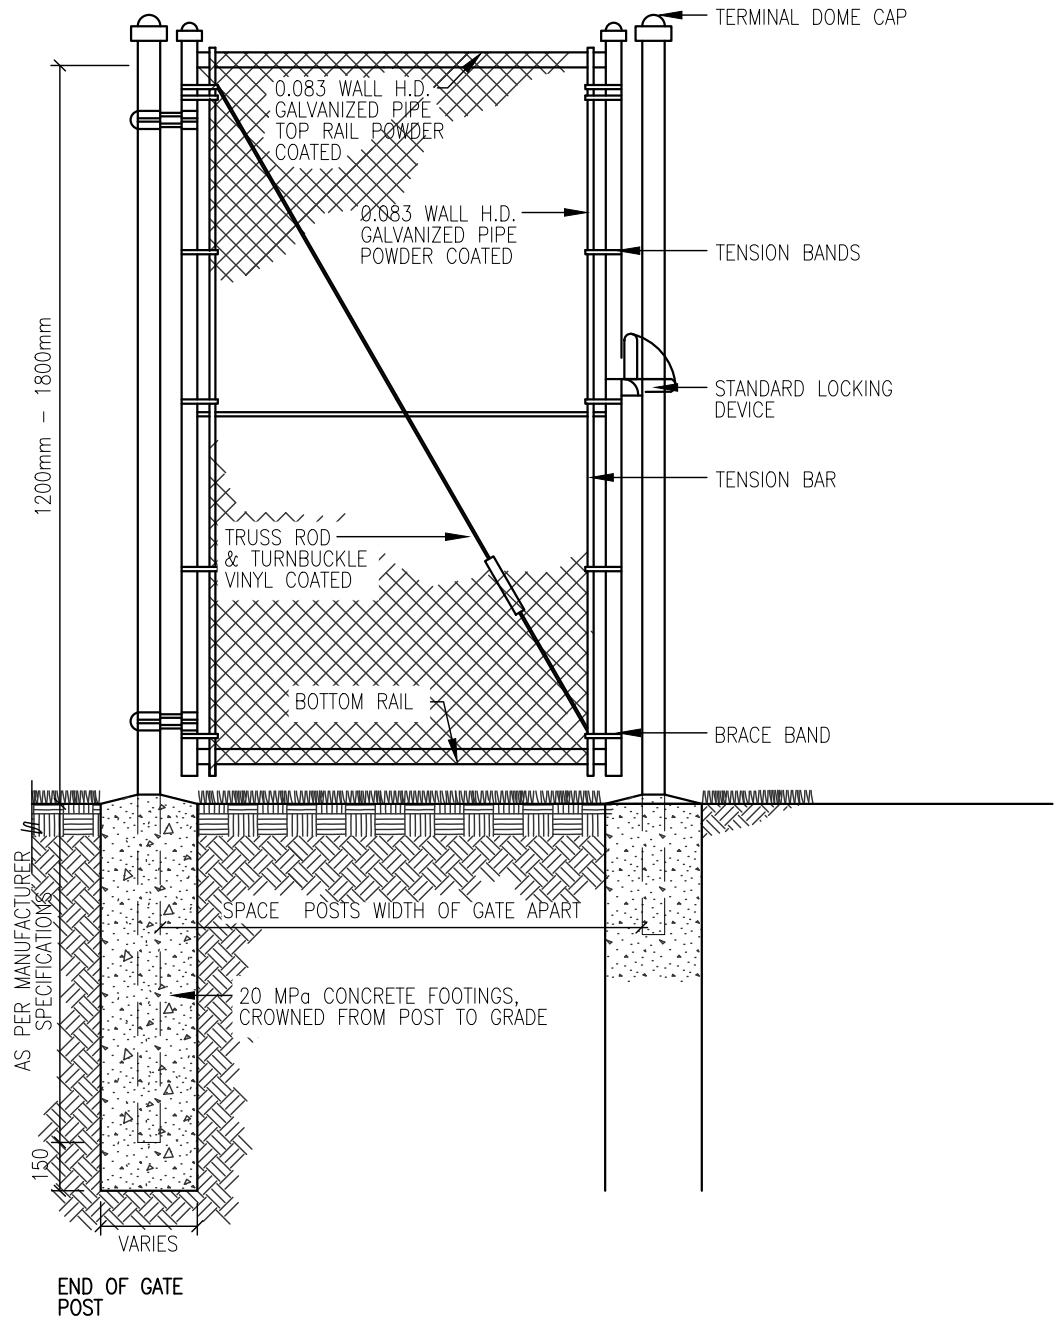 TERMINAL DOME CAP
0.083 WALL H.D.
GALVANIZED PIPE
TOP RAIL POWDER
COATED
0.083 WALL H.D.
GALVANIZED PIPE
POWDER COATED
TENSION BANDS
1200mm - 1800mm
STANDARD LOCKING
DEVICE
TENSION BAR
TRUSS ROD
& TURNBUCKLE
VINYL COATED
BOTTOM RAIL
BRACE BAND
AS PER MANUFACTURER
SPECIFICATIONS
SPACE POSTS WIDTH OF GATE APART
20 MPa CONCRETE FOOTINGS,
CROWNED FROM POST TO GRADE
150
VARIES
END OF GATE
POST